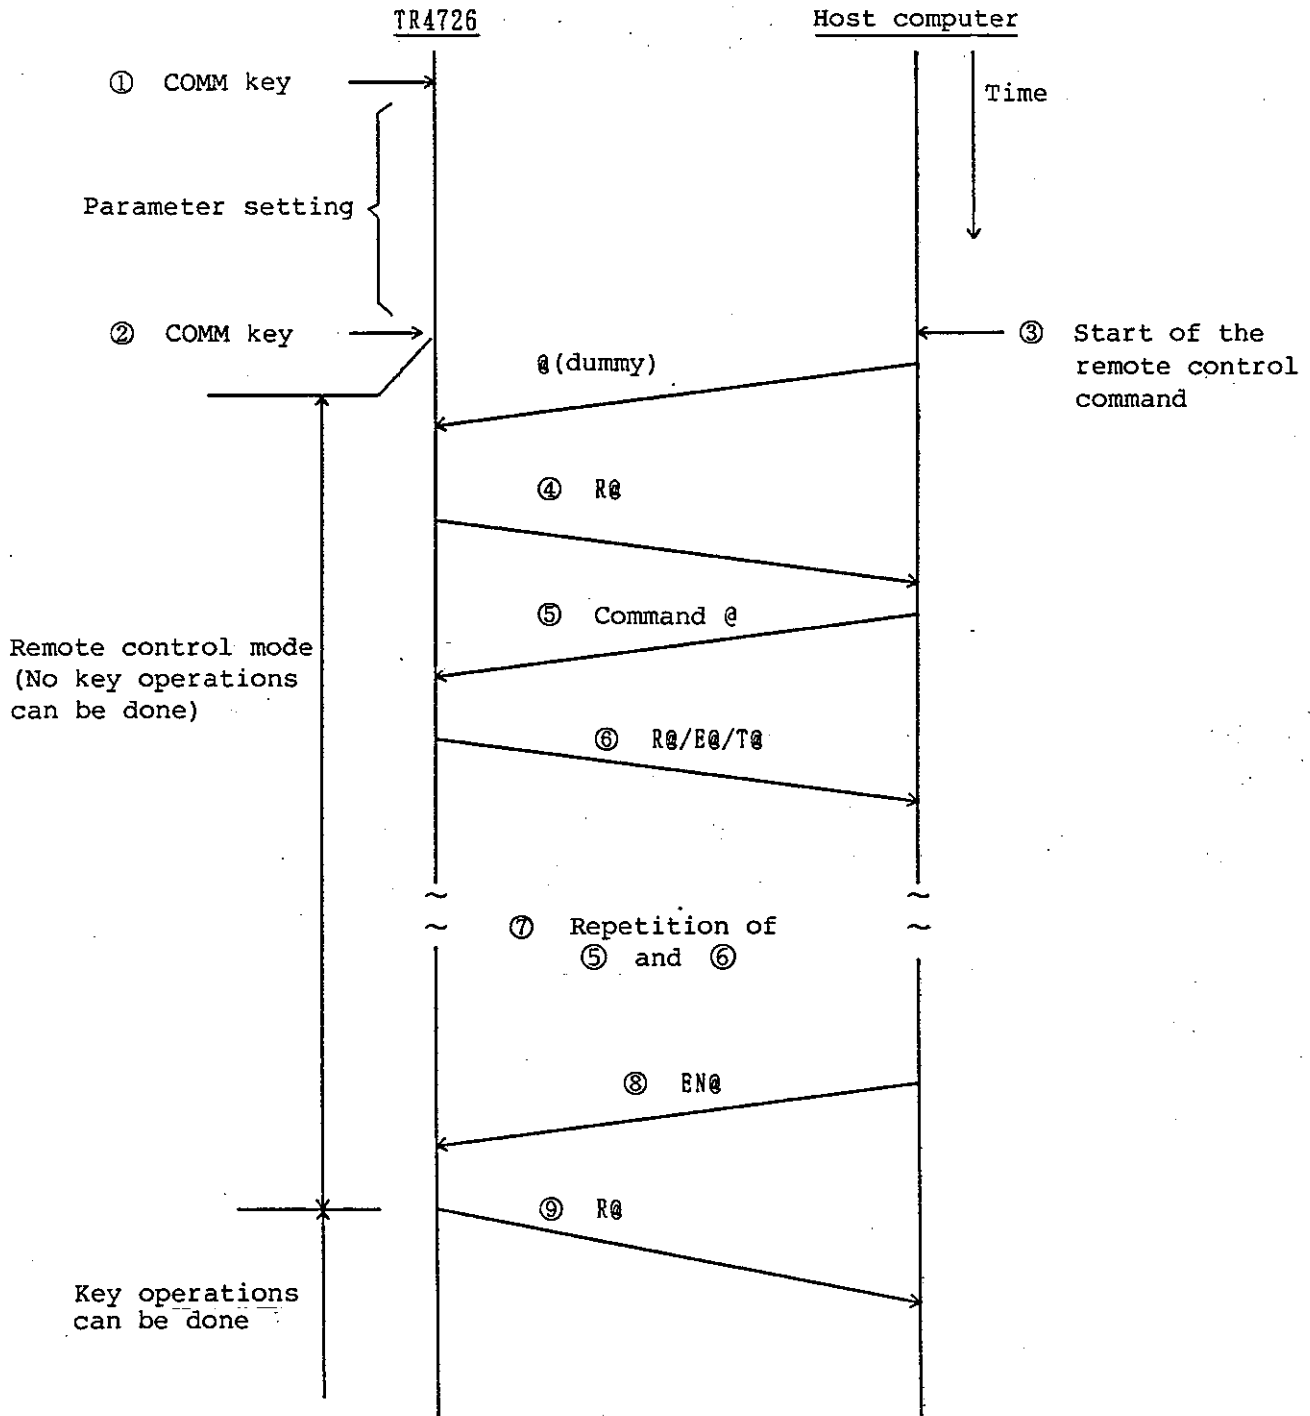 TR4726
Host computer
① COMM key
Time
Parameter setting
② COMM key
③ Start of the
remote control
command
@(dummy)
④ R@
⑤ Command @
Remote control mode
(No key operations
can be done)
⑥ R@/E@/T@
⑦ Repetition of
⑤ and ⑥
⑧ EN@
⑨ R@
Key operations
can be done